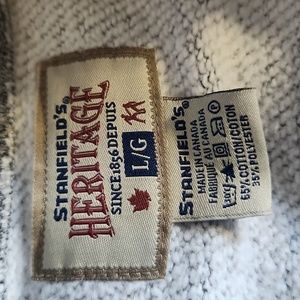 STANFIELD'S
HERITAGE
SINCE 1856 DEPUIS
L/G
STANFIELD'S
MADE IN CANADA
FABRIQUÉ AU CANADA
65% COTTON/COTON
35% POLYESTER